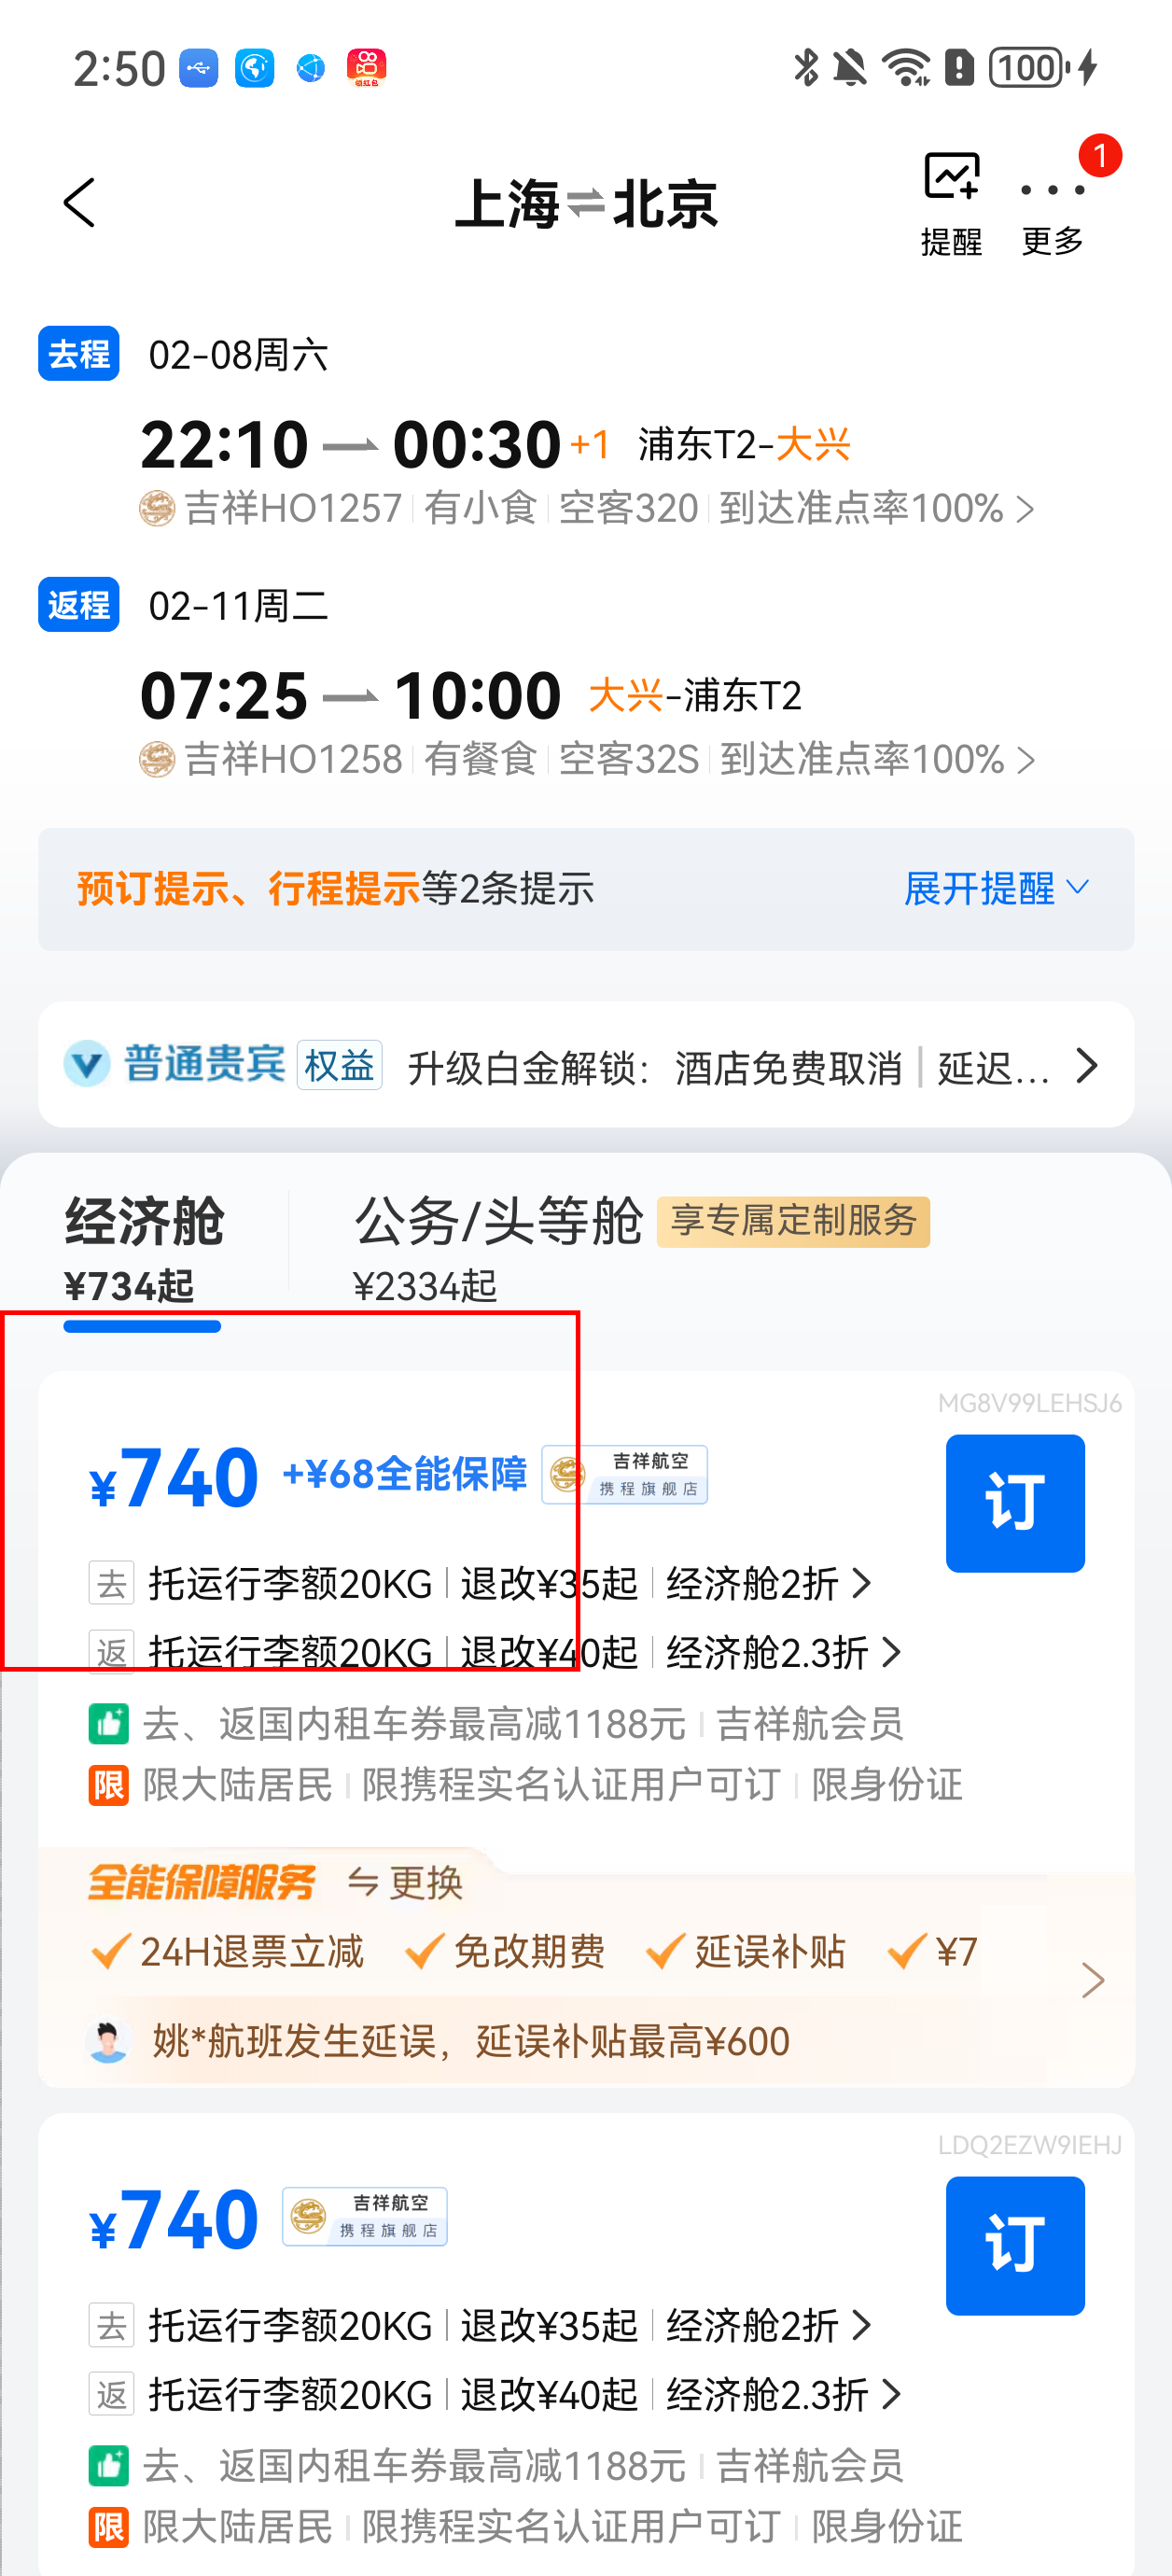 2:50 领红包 100
上海⇌北京 提醒 更多 1
去程 02-08周六
22:10 00:30 +1 浦东T2-大兴
吉祥HO1257 有小食 空客320 到达准点率100%
返程 02-11周二
07:25 10:00 大兴-浦东T2
吉祥HO1258 有餐食 空客32S 到达准点率100%
预订提示、行程提示等2条提示 展开提醒
普通贵宾 权益 升级白金解锁：酒店免费取消 | 延迟...
经济舱 公务/头等舱 享专属定制服务
¥734起 ¥2334起
MG8V99LEHSJ6
¥740 +¥68全能保障 吉祥航空 携程旗舰店 订
去 托运行李额20KG 退改¥35起 经济舱2折
返 托运行李额20KG 退改¥40起 经济舱2.3折
去、返国内租车券最高减1188元 吉祥航会员
限 限大陆居民 限携程实名认证用户可订 限身份证
全能保障服务 更换
24H退票立减 免改期费 延误补贴 ¥7
姚*航班发生延误，延误补贴最高¥600
LDQ2EZW9IEHJ
¥740 吉祥航空 携程旗舰店 订
去 托运行李额20KG 退改¥35起 经济舱2折
返 托运行李额20KG 退改¥40起 经济舱2.3折
去、返国内租车券最高减1188元 吉祥航会员
限 限大陆居民 限携程实名认证用户可订 限身份证